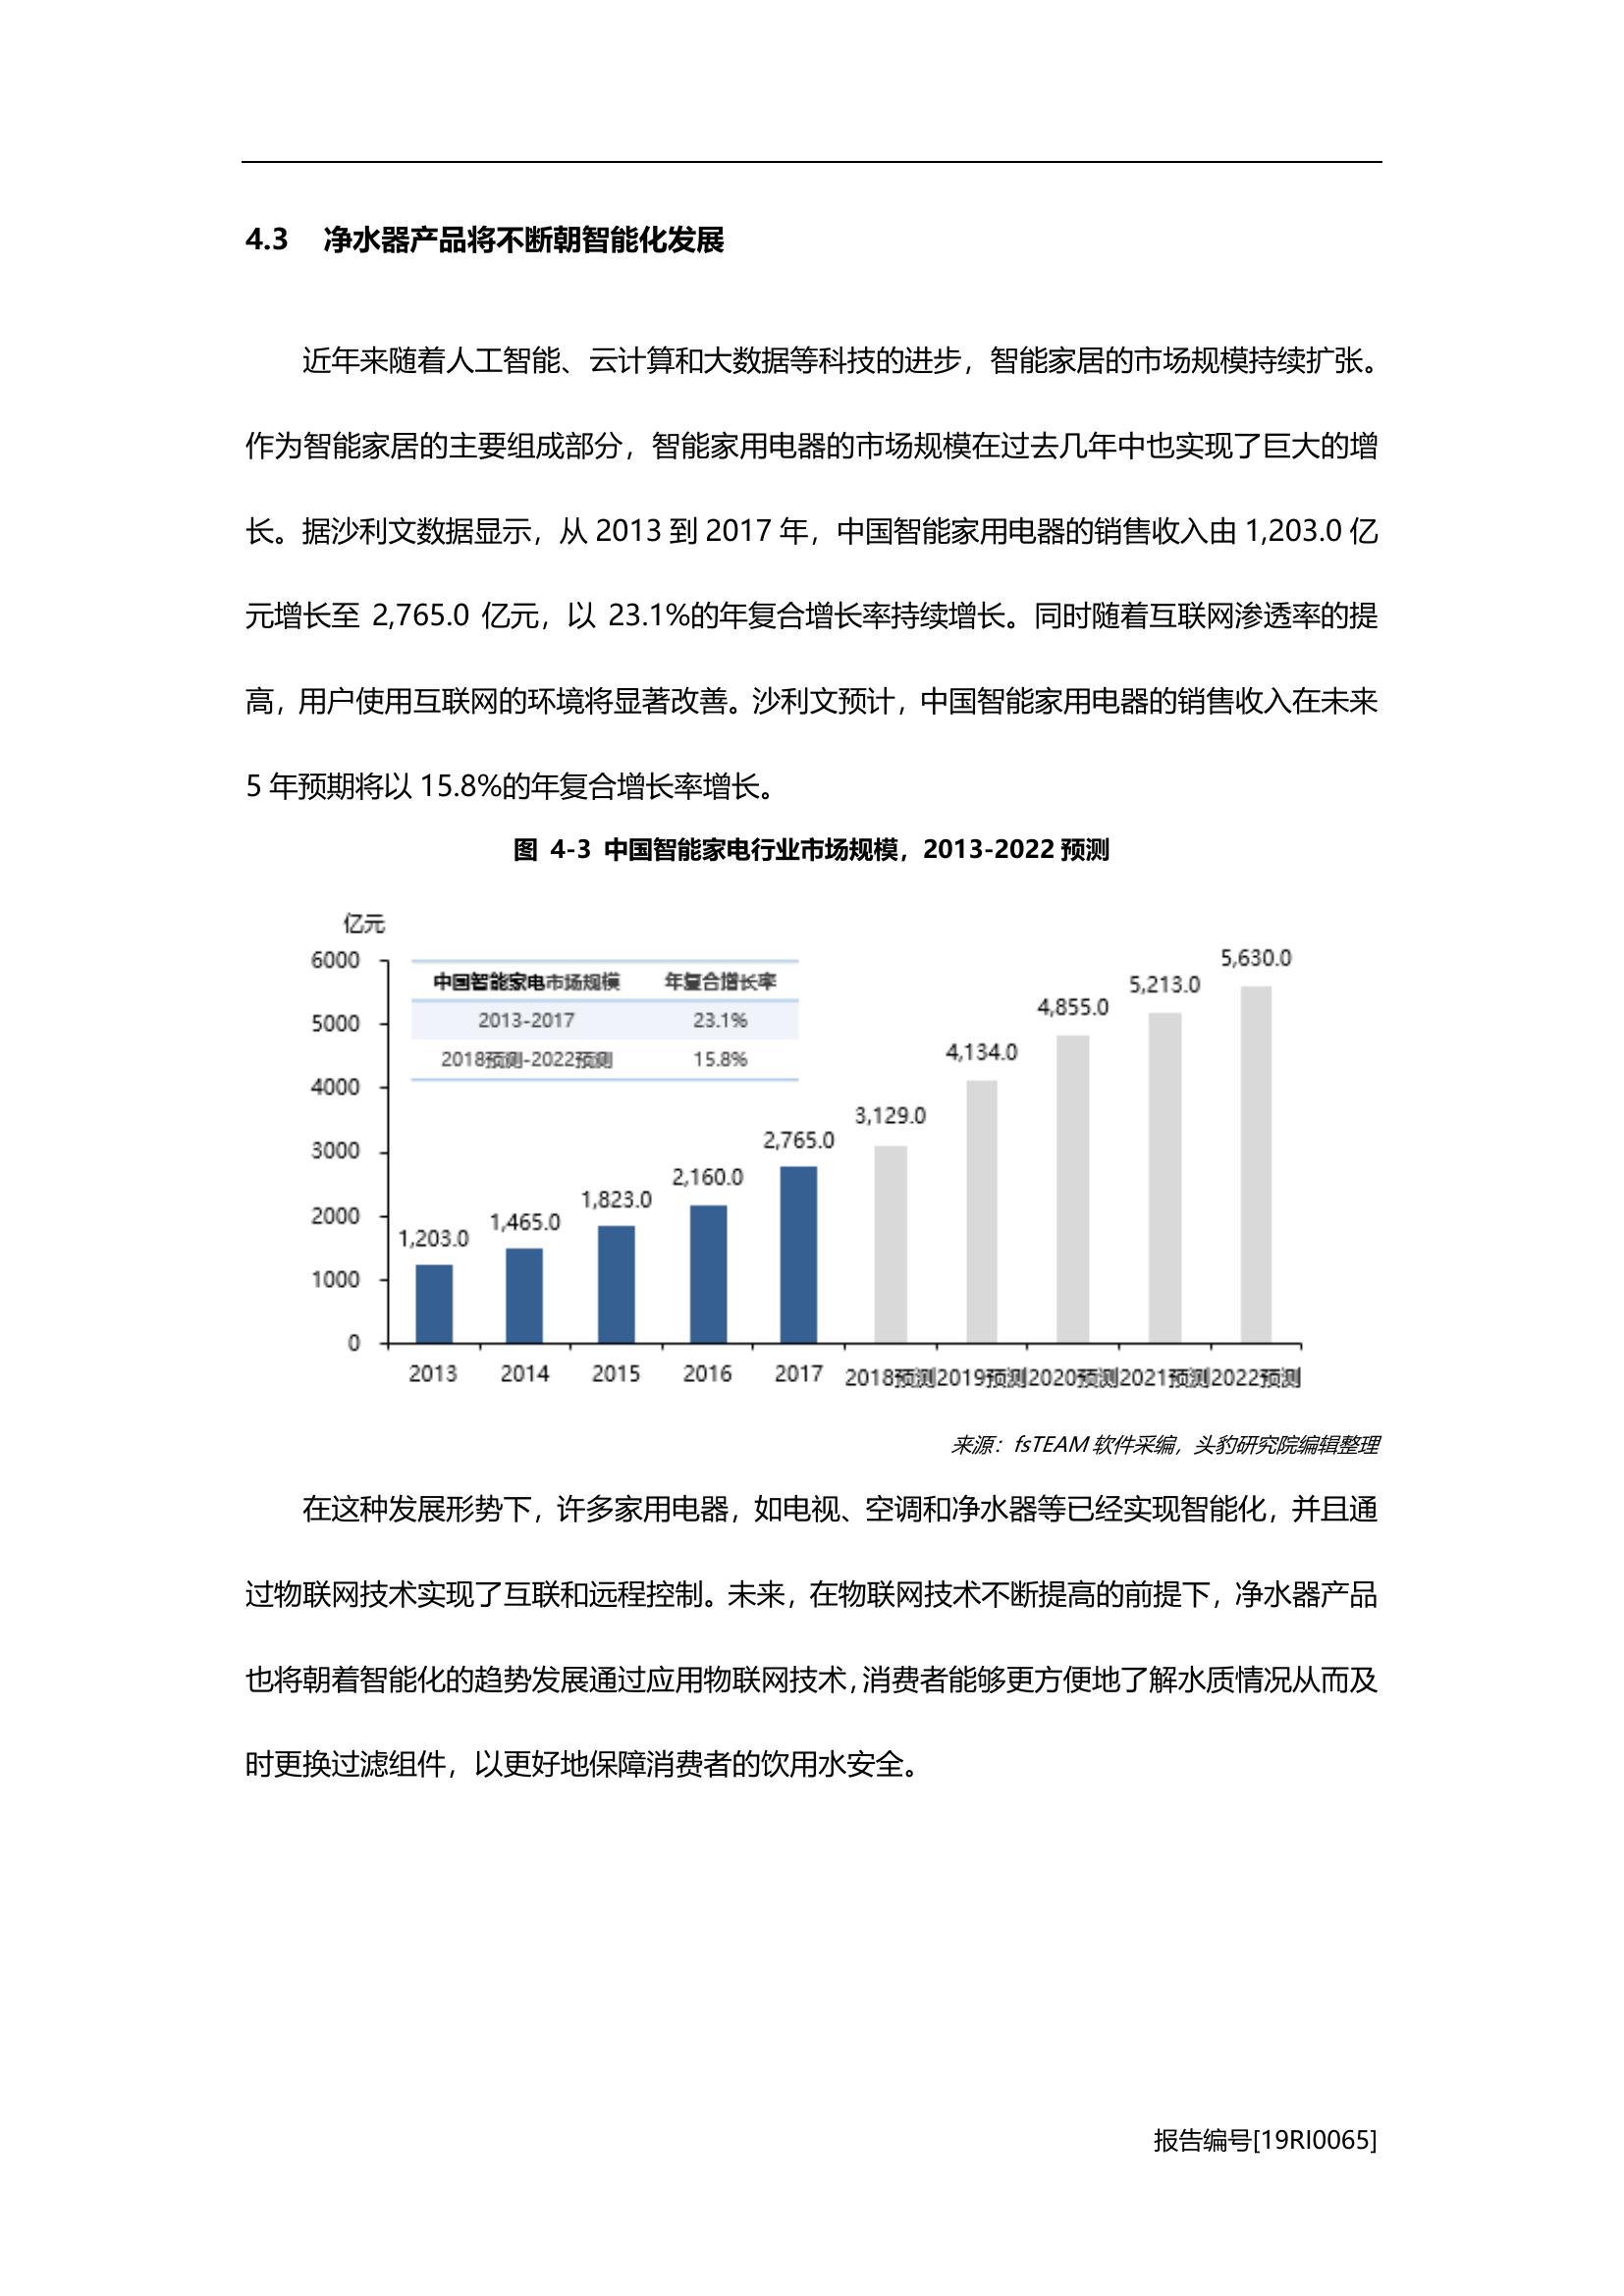 4.3 净水器产品将不断朝智能化发展
近年来随着人工智能、云计算和大数据等科技的进步，智能家居的市场规模持续扩张。
作为智能家居的主要组成部分，智能家用电器的市场规模在过去几年中也实现了巨大的增
长。据沙利文数据显示，从 2013 到 2017 年，中国智能家用电器的销售收入由 1,203.0 亿
元增长至 2,765.0 亿元，以 23.1%的年复合增长率持续增长。同时随着互联网渗透率的提
高，用户使用互联网的环境将显著改善。沙利文预计，中国智能家用电器的销售收入在未来
5 年预期将以 15.8%的年复合增长率增长。
图 4-3 中国智能家电行业市场规模，2013-2022 预测
亿元
6000
5000
4000
3000
2000
1000
0
中国智能家电市场规模 年复合增长率
2013-2017 23.1%
2018预测-2022预测 15.8%
1,203.0
1,465.0
1,823.0
2,160.0
2,765.0
3,129.0
4,134.0
4,855.0
5,213.0
5,630.0
2013 2014 2015 2016 2017 2018预测 2019预测 2020预测 2021预测 2022预测
来源：fsTEAM 软件采编，头豹研究院编辑整理
在这种发展形势下，许多家用电器，如电视、空调和净水器等已经实现智能化，并且通
过物联网技术实现了互联和远程控制。未来，在物联网技术不断提高的前提下，净水器产品
也将朝着智能化的趋势发展通过应用物联网技术，消费者能够更方便地了解水质情况从而及
时更换过滤组件，以更好地保障消费者的饮用水安全。
报告编号[19RI0065]